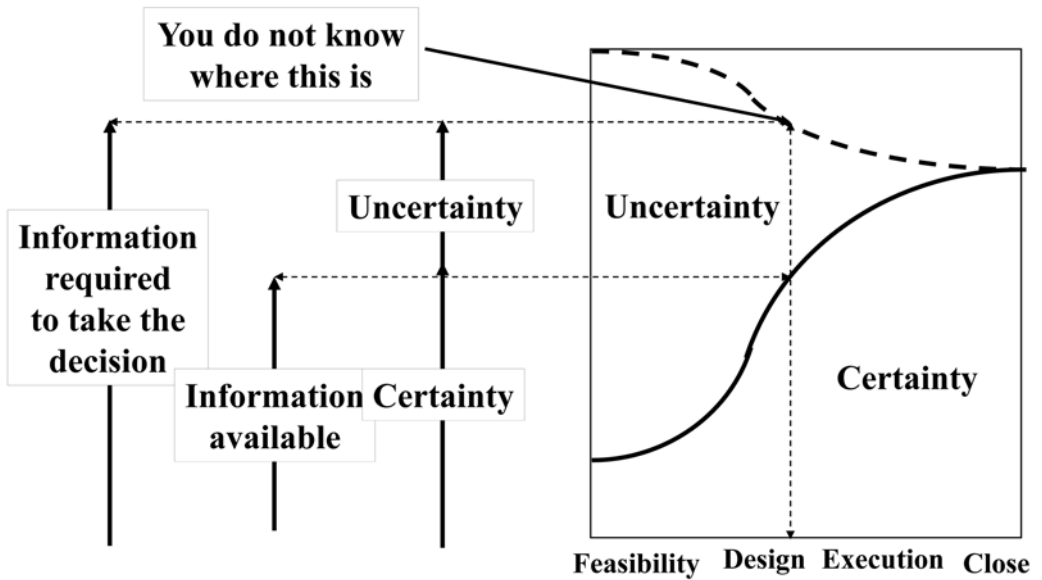 You do not know
where this is
Uncertainty
Information
required
to take the
decision
Information
available
Certainty
Uncertainty
Certainty
Feasibility Design Execution Close